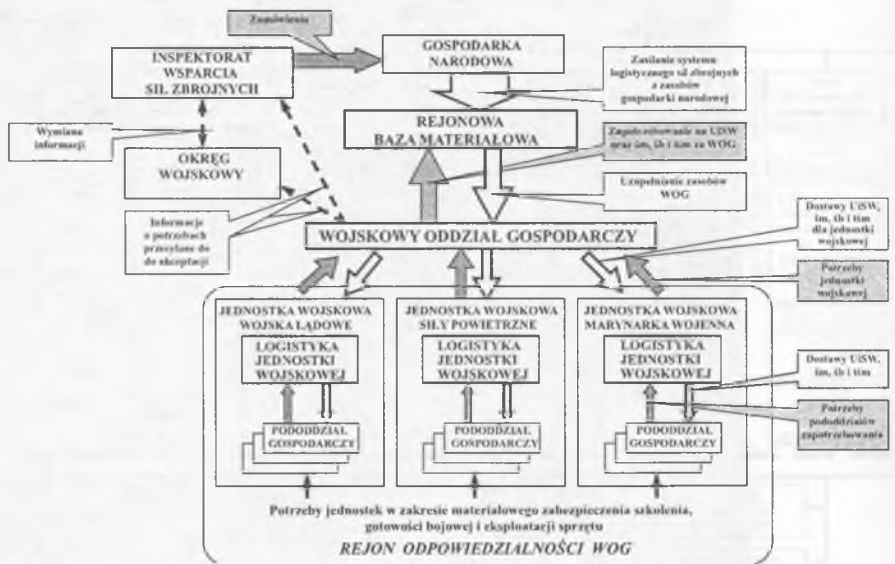 Zamówienia
INSPEKTORAT
WSPARCIA
SIŁ ZBROJNYCH
GOSPODARKA
NARODOWA
Zasilanie systemu
logistycznego sił zbrojnych
z zasobów
gospodarki narodowej
Wymiana
informacji
REJONOWA
BAZA MATERIAŁOWA
Zapotrzebowanie na UiSW
oraz śm, śb i tśm za WOG
OKRĘG
WOJSKOWY
Uzupełnianie zasobów
WOG
Informacje
o potrzebach
przesyłane do
do akceptacji
WOJSKOWY ODDZIAŁ GOSPODARCZY
Dostawy UiSW,
śm, śb i tśm
dla jednostki
wojskowej
Potrzeby
jednostki
wojskowej
JEDNOSTKA WOJSKOWA
WOJSKA LĄDOWE
JEDNOSTKA WOJSKOWA
SIŁY POWIETRZNE
JEDNOSTKA WOJSKOWA
MARYNARKA WOJENNA
LOGISTYKA
JEDNOSTKI
WOJSKOWEJ
LOGISTYKA
JEDNOSTKI
WOJSKOWEJ
LOGISTYKA
JEDNOSTKI
WOJSKOWEJ
Dostawy UiSW,
śm, śb i tśm
PODODDZIAŁ
GOSPODARCZY
PODODDZIAŁ
GOSPODARCZY
PODODDZIAŁ
GOSPODARCZY
Potrzeby
pododdziałów
zapotrzebowania
Potrzeby jednostek w zakresie materiałowego zabezpieczenia szkolenia,
gotowości bojowej i eksploatacji sprzętu
REJON ODPOWIEDZIALNOŚCI WOG